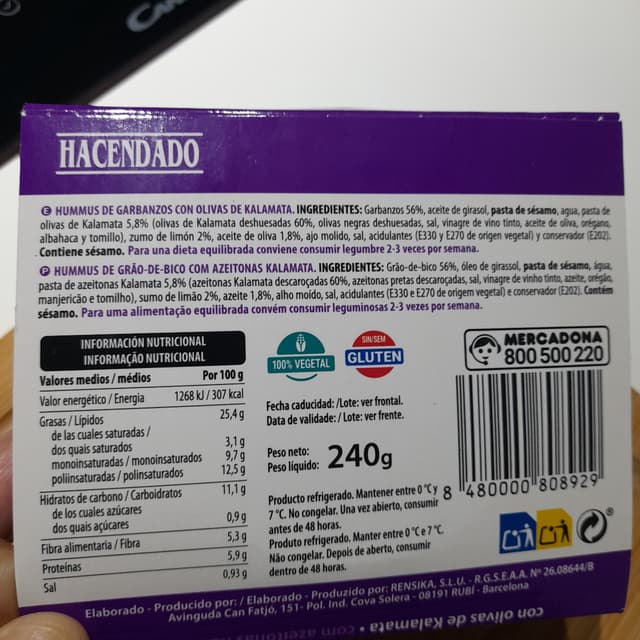 HACENDADO
E HUMMUS DE GARBANZOS CON OLIVAS DE KALAMATA. INGREDIENTES: Garbanzos 56%, aceite de girasol, pasta de sésamo, agua, pasta de
olivas de Kalamata 5,8% (olivas de Kalamata deshuesadas 60%, olivas negras deshuesadas, sal, vinagre de vino tinto, aceite de oliva, orégano,
albahaca y tomillo), zumo de limón 2%, aceite de oliva 1,8%, ajo molido, sal, acidulantes (E330 y E270 de origen vegetal) y conservador (E202).
Contiene sésamo. Para una dieta equilibrada conviene consumir legumbre 2-3 veces por semana.
P HUMMUS DE GRÃO-DE-BICO COM AZEITONAS KALAMATA. INGREDIENTES: Grão-de-bico 56%, óleo de girassol, pasta de sésamo, água,
pasta de azeitonas Kalamata 5,8% (azeitonas Kalamata descaroçadas 60%, azeitonas pretas descaroçadas, sal, vinagre de vinho tinto, azeite, orégão,
manjericão e tomilho), sumo de limão 2%, azeite 1,8%, alho moído, sal, acidulantes (E330 e E270 de origem vegetal) e conservante (E202). Contém
sésamo. Para uma alimentação equilibrada convém consumir leguminosas 2-3 vezes por semana.
INFORMACIÓN NUTRICIONAL
INFORMAÇÃO NUTRICIONAL
Valores medios / médios Por 100 g
Valor energético / Energia 1268 kJ / 307 kcal
Grasas / Lípidos 25,4 g
de las cuales saturadas /
dos quais saturados 3,1 g
monoinsaturadas / monoinsaturados 9,7 g
poliinsaturadas / polinsaturados 12,5 g
Hidratos de carbono / Carboidratos 11,1 g
de los cuales azúcares
dos quais açúcares 0,9 g
Fibra alimentaria / Fibra 5,3 g
Proteínas 5,9 g
Sal 0,93 g
100% VEGETAL
SIN/SEM
GLUTEN
Fecha caducidad: /Lote: ver frontal.
Data de validade: / Lote: ver frente.
Peso neto:
Peso líquido: 240g
Producto refrigerado. Mantener entre 0 °C y
7 °C. No congelar. Una vez abierto, consumir
antes de 48 horas.
Produto refrigerado. Manter entre 0 °C e 7 °C.
Não congelar. Depois de aberto, consumir
dentro de 48 horas.
MERCADONA
800 500 220
8 480000 808929
Elaborado - Producido por: / Elaborado - Produzido por: RENSIKA, S.L.U. - R.G.S.E.A.A. Nº 26.08644/B
Avinguda Can Fatjó, 151- Pol. Ind. Cova Solera - 08191 RUBÍ - Barcelona
con olivas de Kalamata • com azeitonas